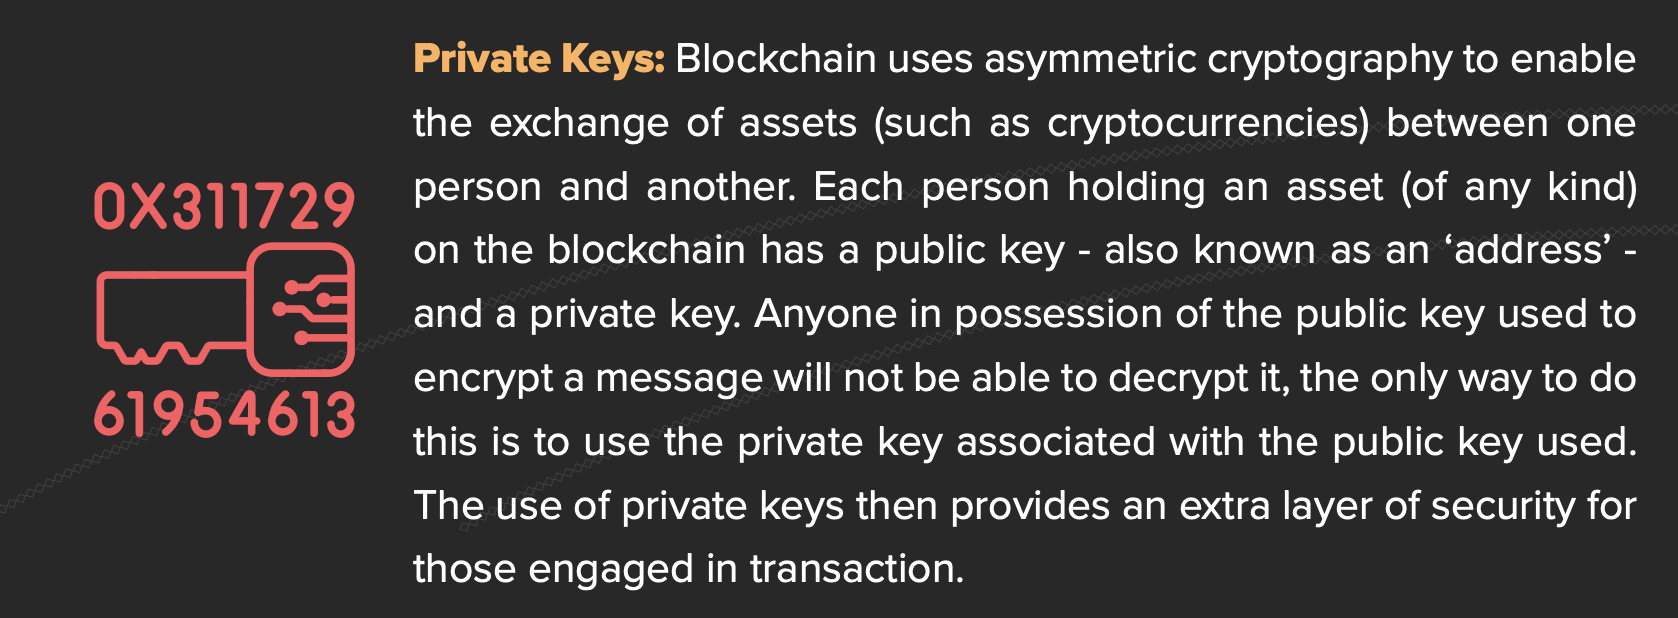 0X311729
61954613
Private Keys: Blockchain uses asymmetric cryptography to enable
the exchange of assets (such as cryptocurrencies) between one
person and another. Each person holding an asset (of any kind)
on the blockchain has a public key - also known as an ‘address’ -
and a private key. Anyone in possession of the public key used to
encrypt a message will not be able to decrypt it, the only way to do
this is to use the private key associated with the public key used.
The use of private keys then provides an extra layer of security for
those engaged in transaction.